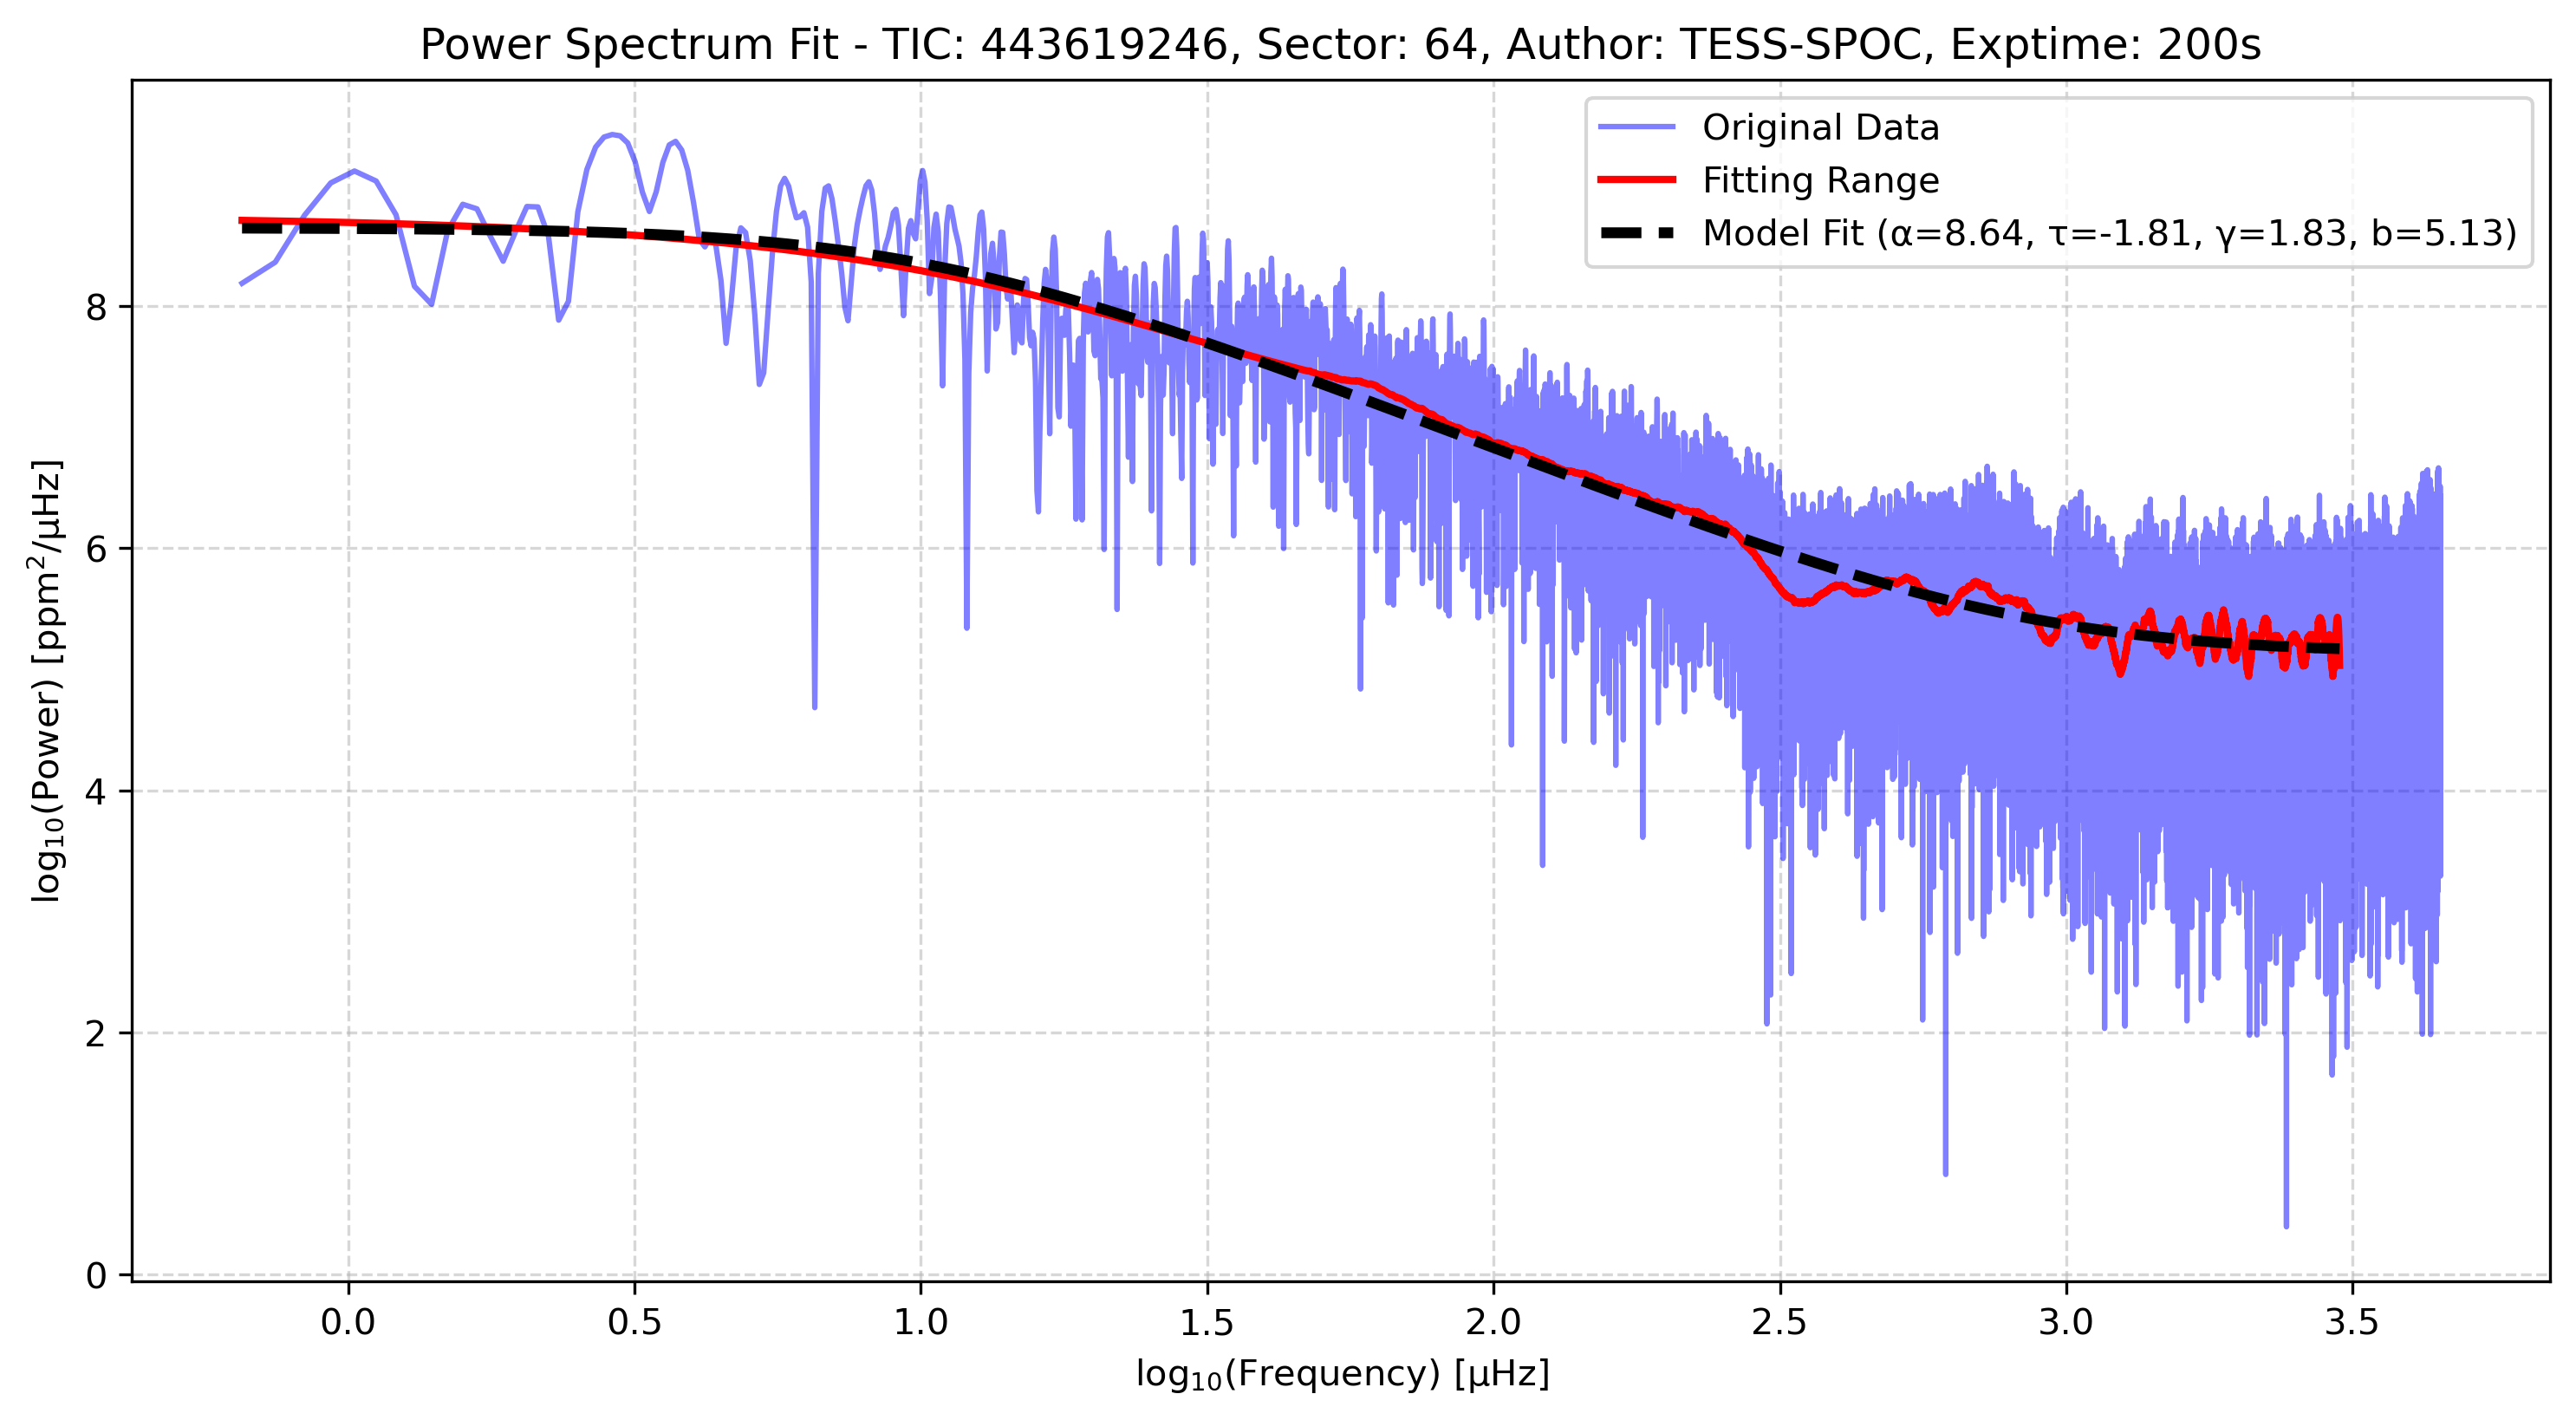 Power Spectrum Fit - TIC: 443619246, Sector: 64, Author: TESS-SPOC, Exptime: 200s
Original Data
Fitting Range
Model Fit (α=8.64, τ=-1.81, γ=1.83, b=5.13)
log₁₀(Power) [ppm²/μHz]
8
6
4
2
0
0.0 0.5 1.0 1.5 2.0 2.5 3.0 3.5
log₁₀(Frequency) [μHz]